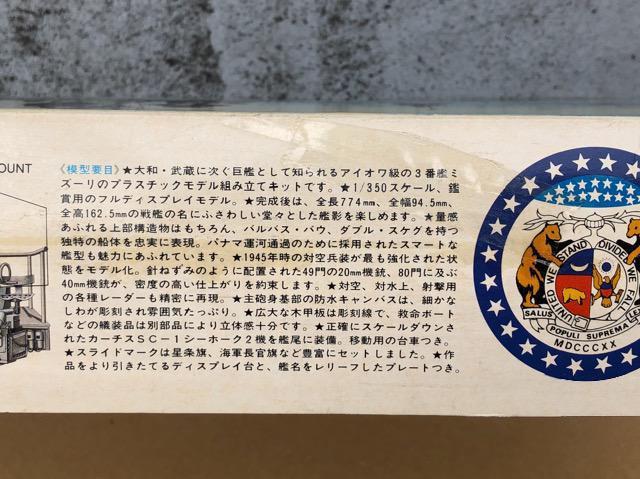 OUNT
《模型要目》★大和・武蔵に次ぐ巨艦として知られるアイオワ級の3番艦ミ
ズーリのプラスチックモデル組み立てキットです。★1/350スケール、鑑
賞用のフルディスプレイモデル。★完成後は、全長774mm、全幅94.5mm、
全高162.5mmの戦艦の名にふさわしい堂々とした艦影を楽しめます。★量感
あふれる上部構造物はもちろん、バルバス・バウ、ダブル・スケグを持つ
独特の船体を忠実に表現。パナマ運河通過のために採用されたスマートな
艦型も魅力にあふれています。★1945年時の対空兵装が最も強化された状
態をモデル化。針ねずみのように配置された49門の20mm機銃、80門に及ぶ
40mm機銃が、密度の高い仕上がりを約束します。★対空、対水上、射撃用
の各種レーダーも精密に再現。★主砲身基部の防水キャンバスは、細かな
しわが彫刻され雰囲気たっぷり。★広大な木甲板は彫刻線で、救命ボート
などの艤装品は別部品により立体感十分です。★正確にスケールダウンさ
れたカーチスSC-1シーホーク2機を艦尾に装備。移動用の台車つき。
★スライドマークは星条旗、海軍長官旗など豊富にセットしました。★作
品をより引きたてるディスプレイ台と、艦名をレリーフしたプレートつき。
UNITED WE STAND DIVIDED WE FALL
SALUS POPULI SUPREMA LEX
MDCCCXX